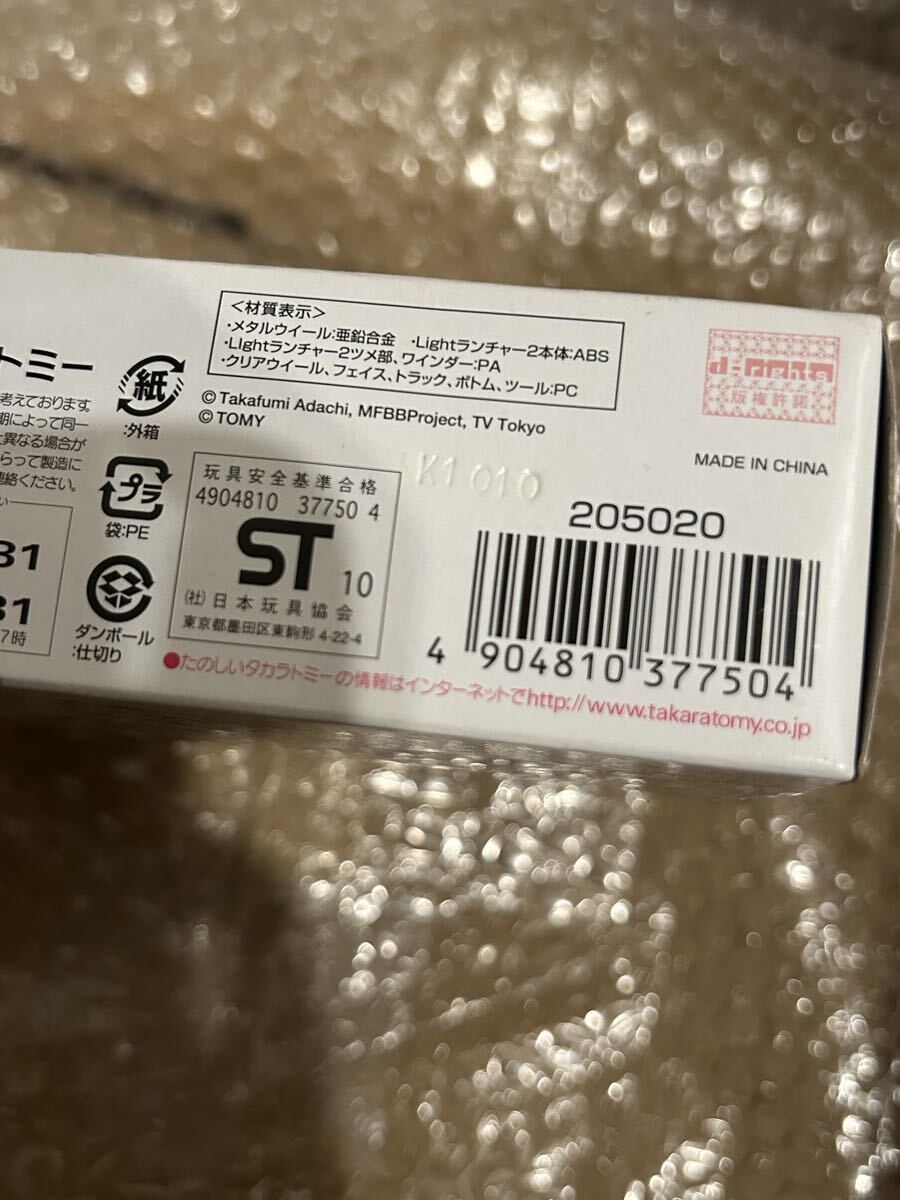 トミー
考えております。
期によって同一
と異なる場合が
らって製造に
連絡ください。
31
31
7時
紙
:外箱
プラ
袋:PE
ダンボール
:仕切り
<材質表示>
・メタルウイール:亜鉛合金　・Lightランチャー2本体:ABS
・LIghtランチャー2ツメ部、ワインダー:PA
・クリアウイール、フェイス、トラック、ボトム、ツール:PC
© Takafumi Adachi, MFBBProject, TV Tokyo
© TOMY
玩具安全基準合格
4904810 37750 4
ST 10
(社)日本玩具協会
東京都墨田区東駒形 4-22-4
K1 010
d-rights
版権許諾
MADE IN CHINA
205020
4 904810 377504
●たのしいタカラトミーの情報はインターネットでhttp://www.takaratomy.co.jp